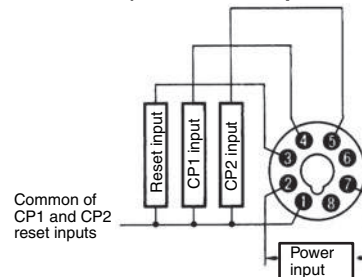 Reset input
CP1 input
CP2 input
4
5
3
6
2
7
1
8
Common of
CP1 and CP2
reset inputs
Power
input